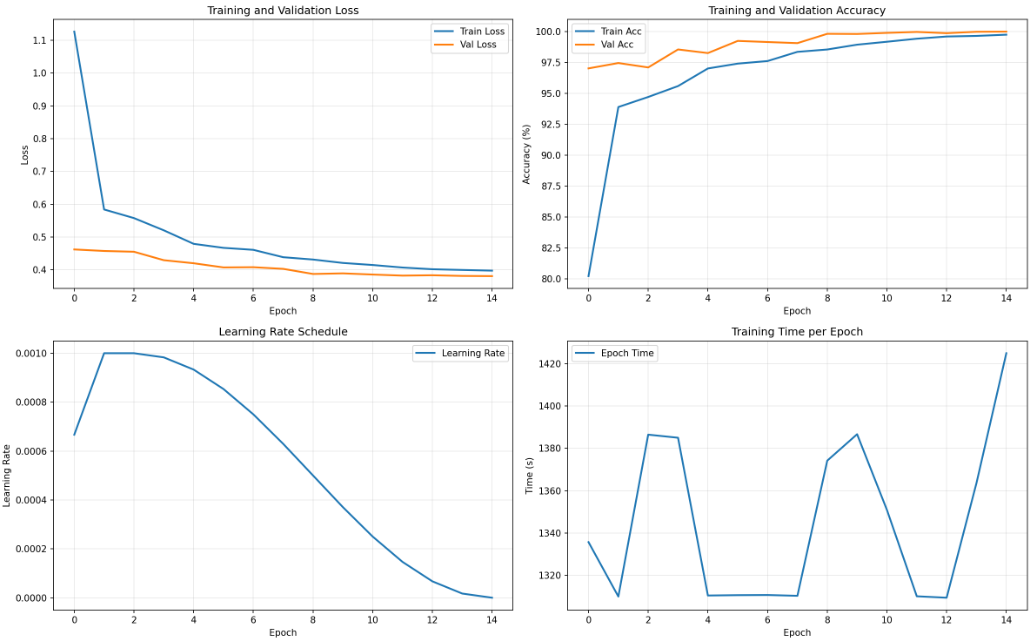 Training and Validation Loss
Train Loss
Val Loss
1.1
1.0
0.9
0.8
0.7
0.6
0.5
0.4
Loss
0 2 4 6 8 10 12 14
Epoch
Training and Validation Accuracy
Train Acc
Val Acc
100.0
97.5
95.0
92.5
90.0
87.5
85.0
82.5
80.0
Accuracy (%)
0 2 4 6 8 10 12 14
Epoch
Learning Rate Schedule
Learning Rate
0.0010
0.0008
0.0006
0.0004
0.0002
0.0000
Learning Rate
0 2 4 6 8 10 12 14
Epoch
Training Time per Epoch
Epoch Time
1420
1400
1380
1360
1340
1320
Time (s)
0 2 4 6 8 10 12 14
Epoch